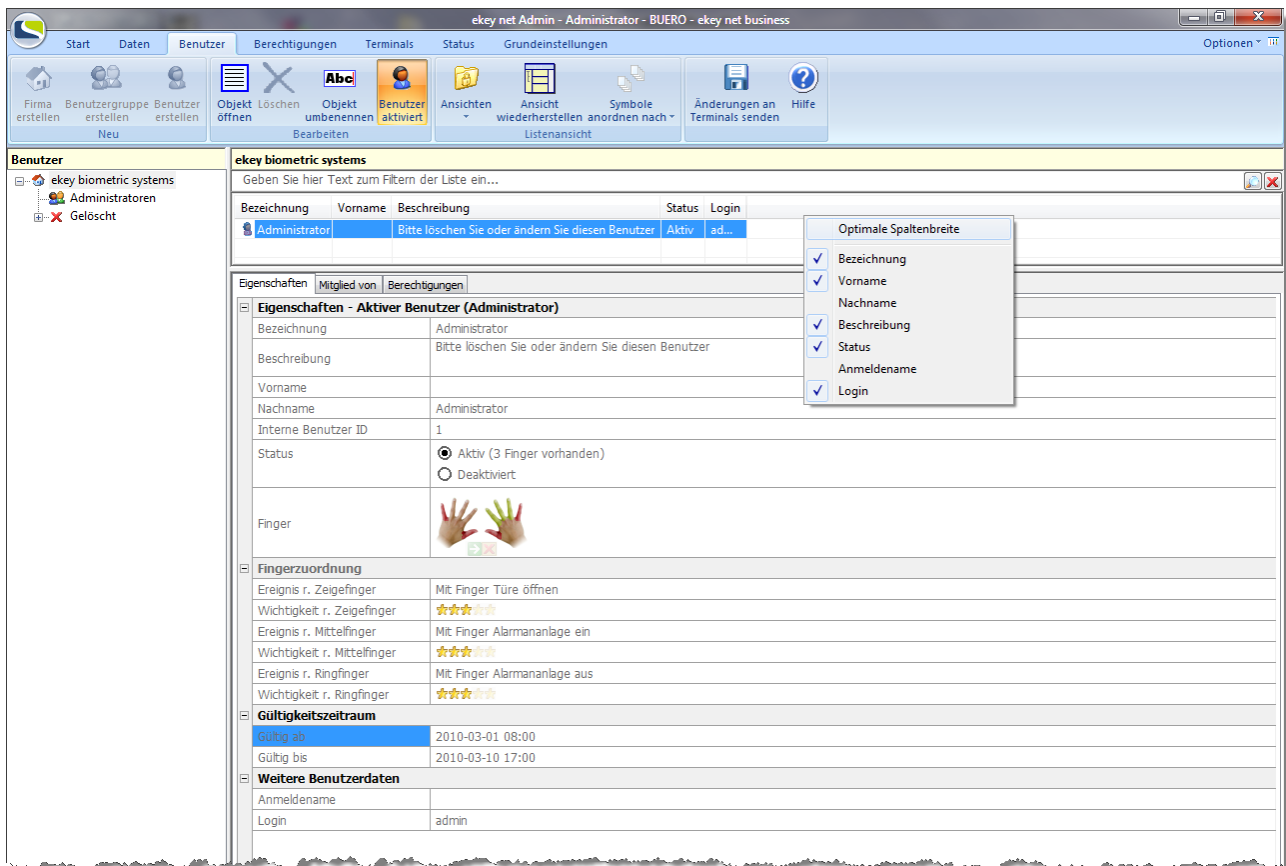 ekey net Admin - Administrator - BUERO - ekey net business
Start Daten Benutzer Berechtigungen Terminals Status Grundeinstellungen Optionen
Firma erstellen
Benutzergruppe erstellen
Benutzer erstellen
Neu
Objekt öffnen
Löschen
Abc
Objekt umbenennen
Benutzer aktiviert
Bearbeiten
Ansichten
Ansicht wiederherstellen
Symbole anordnen nach
Listenansicht
Änderungen an Terminals senden
Hilfe
Benutzer
ekey biometric systems
Administratoren
Gelöscht
ekey biometric systems
Geben Sie hier Text zum Filtern der Liste ein...
Bezeichnung Vorname Beschreibung Status Login
Administrator Bitte löschen Sie oder ändern Sie diesen Benutzer Aktiv ad...
Optimale Spaltenbreite
Bezeichnung
Vorname
Nachname
Beschreibung
Status
Anmeldename
Login
Eigenschaften Mitglied von Berechtigungen
Eigenschaften - Aktiver Benutzer (Administrator)
Bezeichnung Administrator
Beschreibung Bitte löschen Sie oder ändern Sie diesen Benutzer
Vorname
Nachname Administrator
Interne Benutzer ID 1
Status Aktiv (3 Finger vorhanden)
Deaktiviert
Finger
Fingerzuordnung
Ereignis r. Zeigefinger Mit Finger Türe öffnen
Wichtigkeit r. Zeigefinger
Ereignis r. Mittelfinger Mit Finger Alarmananlage ein
Wichtigkeit r. Mittelfinger
Ereignis r. Ringfinger Mit Finger Alarmananlage aus
Wichtigkeit r. Ringfinger
Gültigkeitszeitraum
Gültig ab 2010-03-01 08:00
Gültig bis 2010-03-10 17:00
Weitere Benutzerdaten
Anmeldename
Login admin